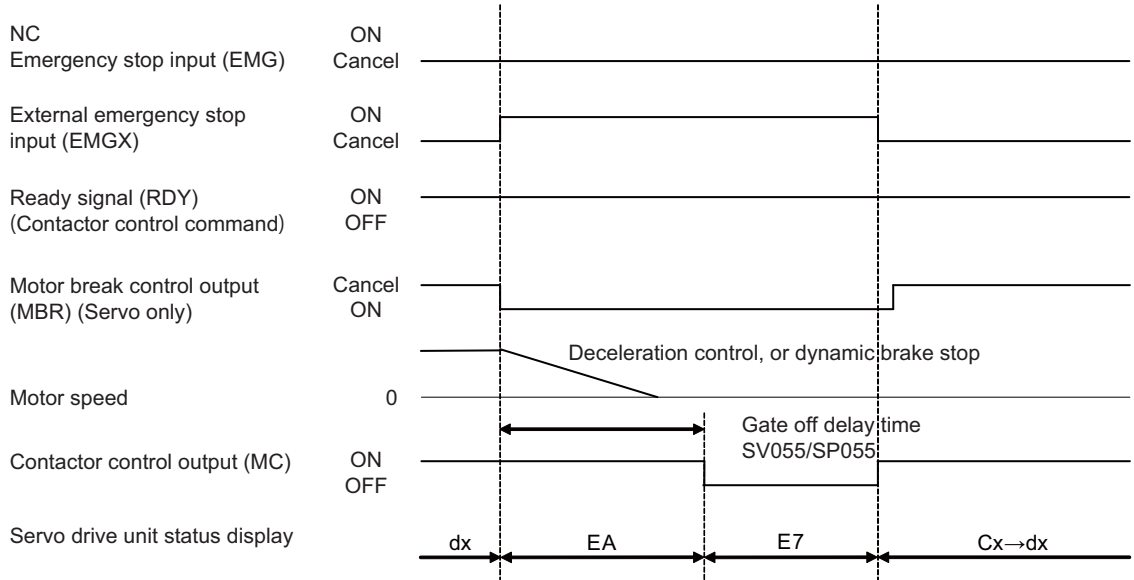 NC ON
Emergency stop input (EMG) Cancel
External emergency stop ON
input (EMGX) Cancel
Ready signal (RDY) ON
(Contactor control command) OFF
Motor break control output Cancel
(MBR) (Servo only) ON
Deceleration control, or dynamic brake stop
Motor speed 0
Gate off delay time
SV055/SP055
Contactor control output (MC) ON
OFF
Servo drive unit status display dx EA E7 Cx→dx